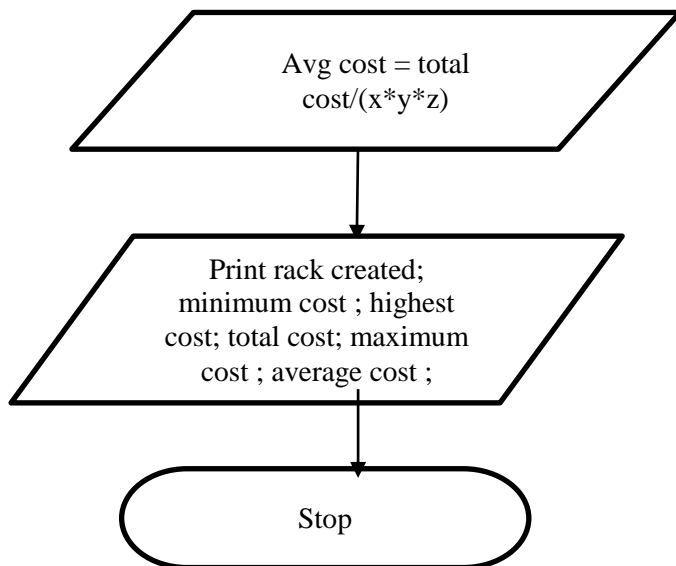 Avg cost = total
cost/(x*y*z)
Print rack created;
minimum cost ; highest
cost; total cost; maximum
cost ; average cost ;
Stop